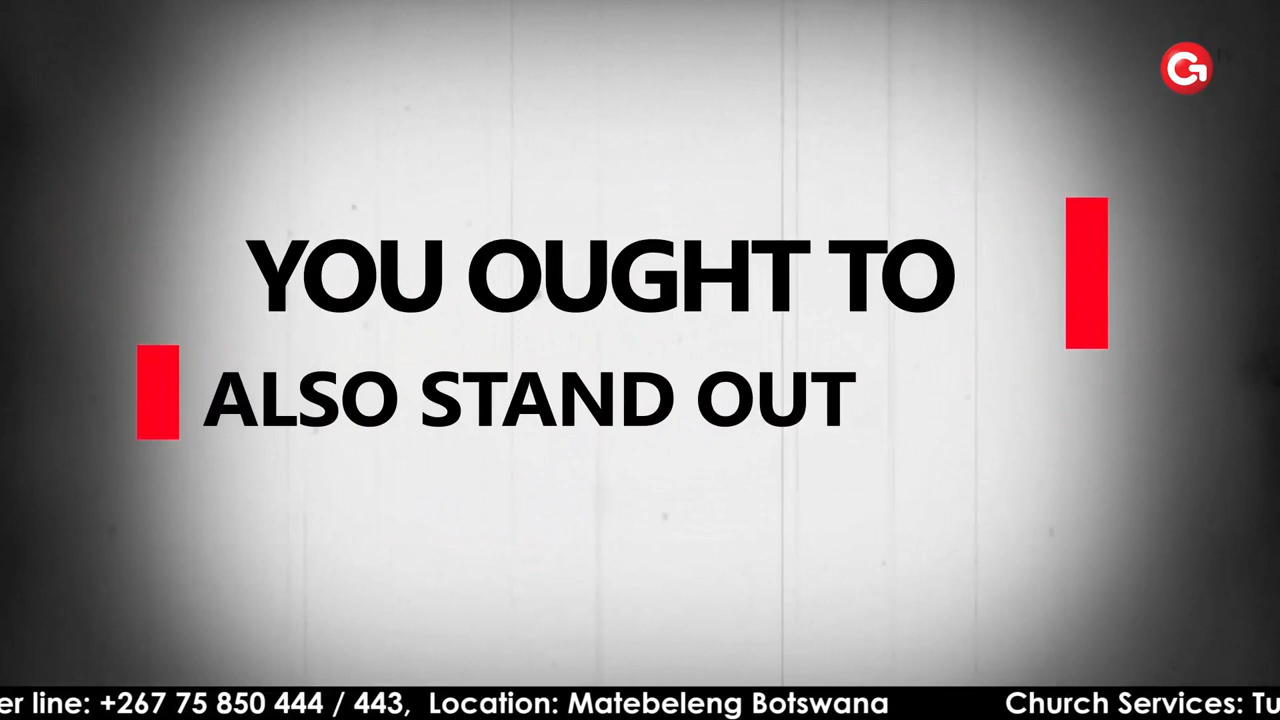 YOU OUGHT TO
ALSO STAND OUT
er line: +267 75 850 444 / 443, Location: Matebeleng Botswana Church Services: Tu